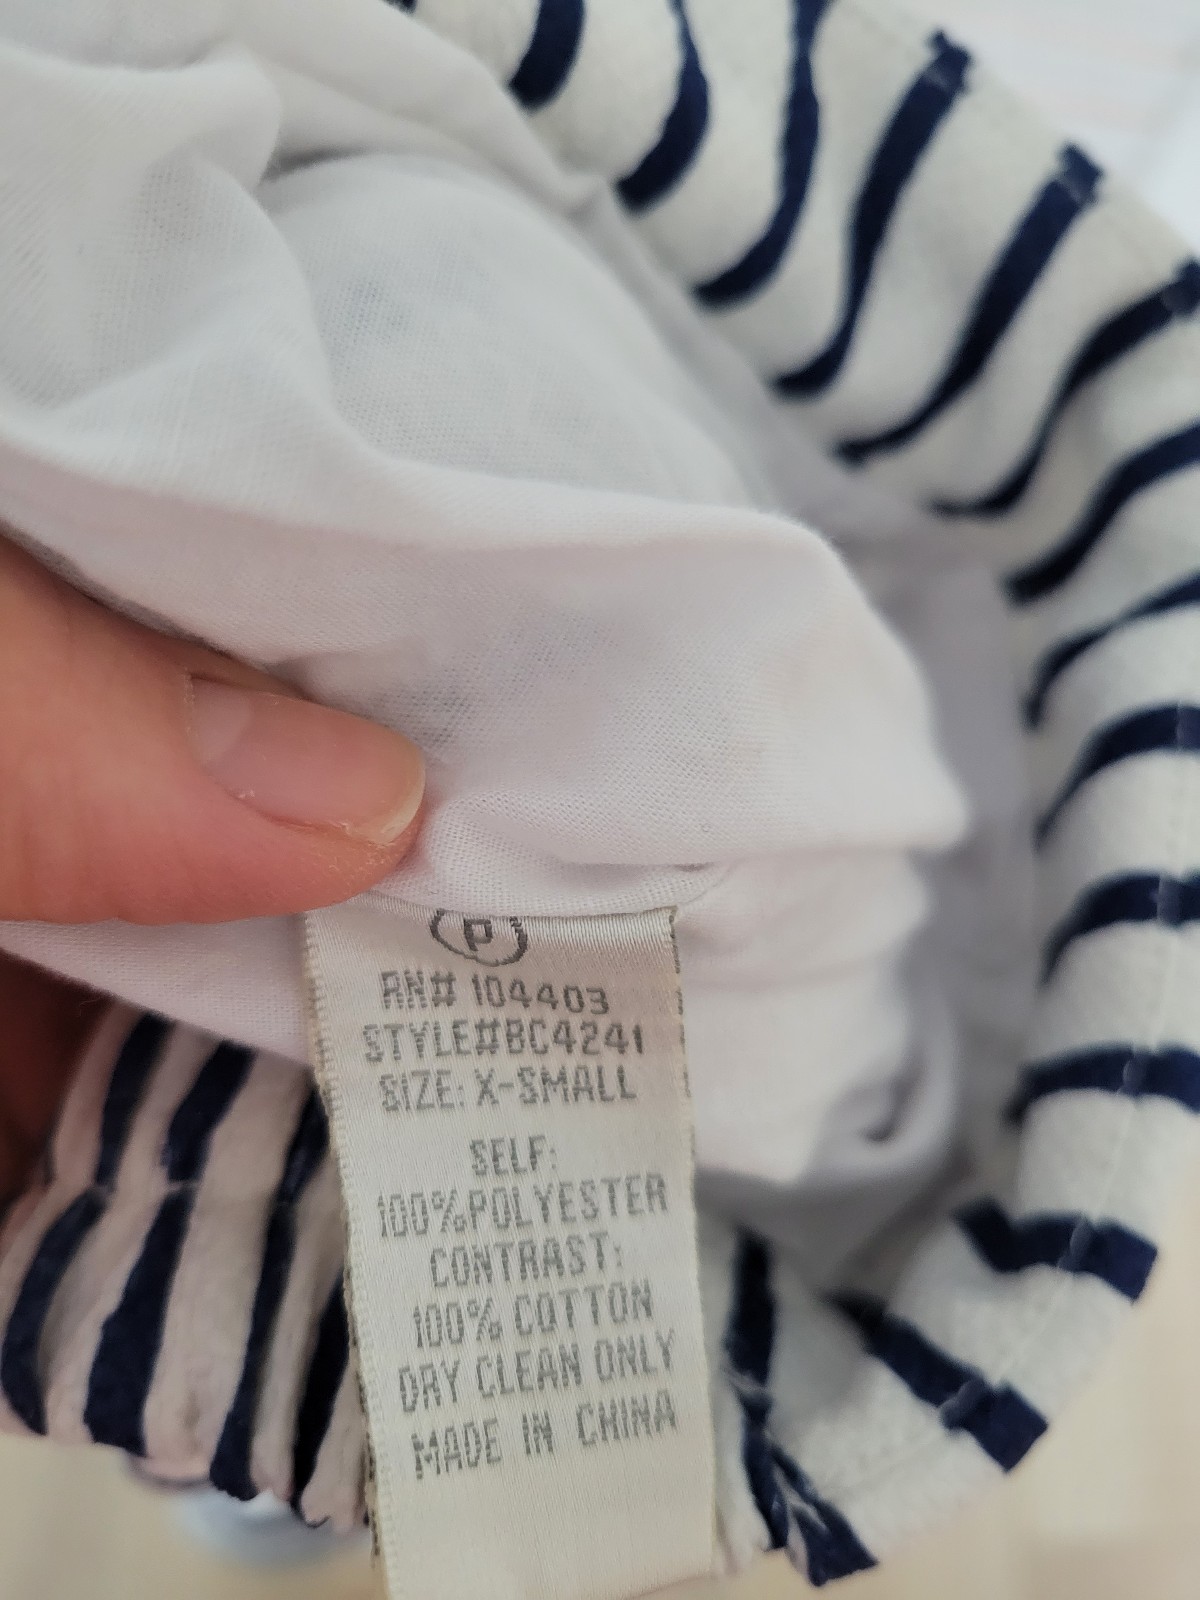 P
RN# 104403
STYLE#BC4241
SIZE: X-SMALL
SELF:
100%POLYESTER
CONTRAST:
100% COTTON
DRY CLEAN ONLY
MADE IN CHINA